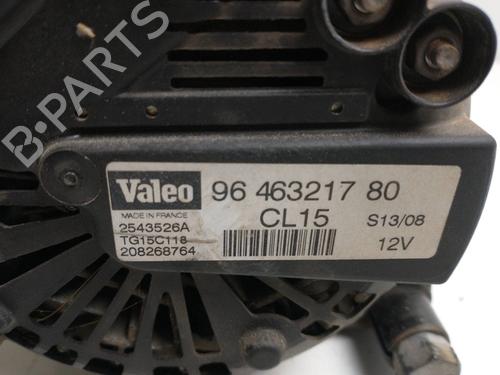 B-PARTS
Valeo 96 463217 80
MADE IN FRANCE CL15 S13/08
2543526A
TG15C118 12V
208268764